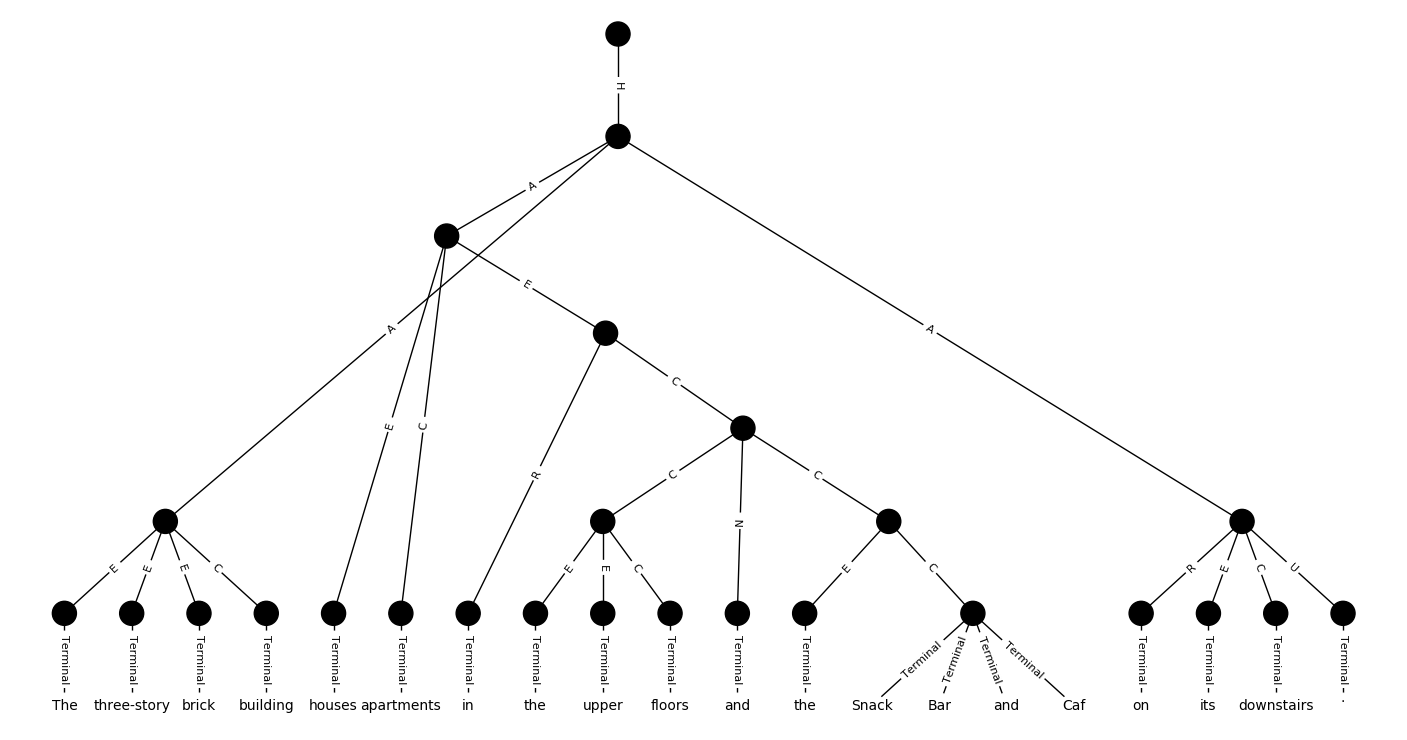 H
A
A
E
A
E
C
C
R
C
C
N
E
E
E
C
E
E
C
E
C
R
E
C
U
Terminal Terminal Terminal Terminal Terminal Terminal Terminal Terminal Terminal Terminal Terminal Terminal Terminal Terminal Terminal Terminal Terminal Terminal Terminal Terminal
The three-story brick building houses apartments in the upper floors and the Snack Bar and Caf on its downstairs .